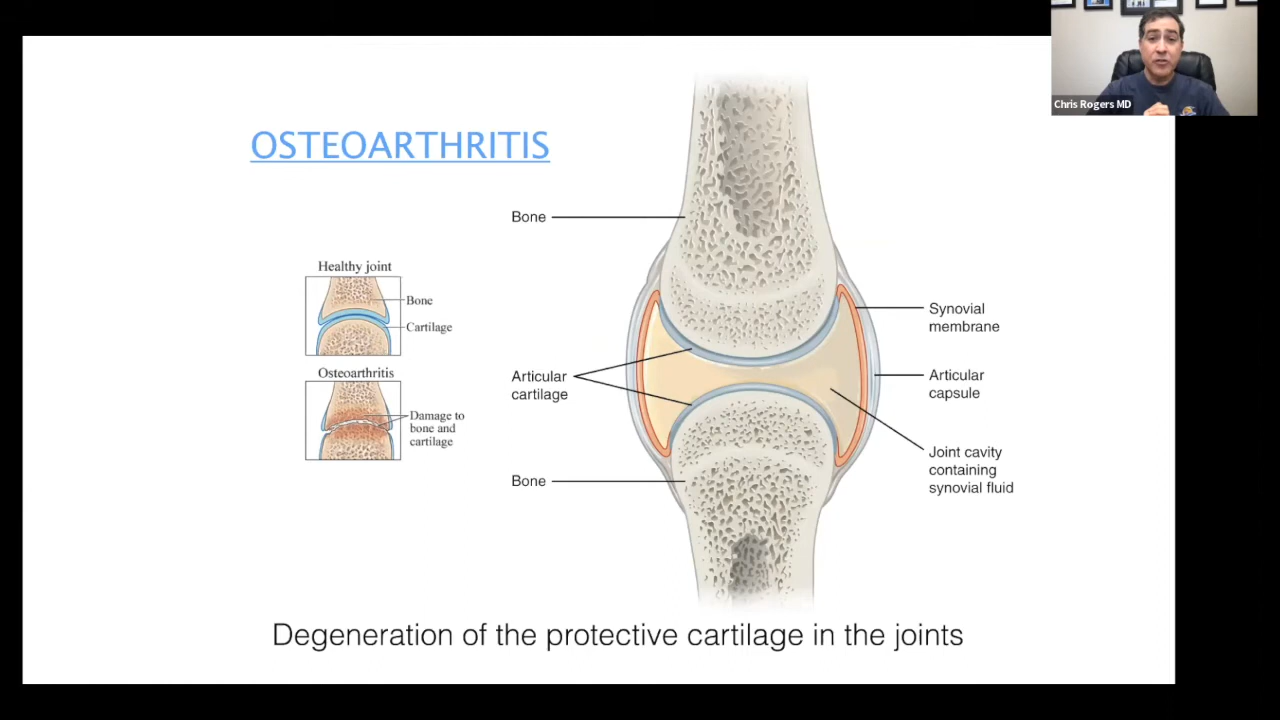 Chris Rogers MD
OSTEOARTHRITIS
Bone
Healthy joint
Bone
Cartilage
Osteoarthritis
Damage to
bone and
cartilage
Articular
cartilage
Bone
Synovial
membrane
Articular
capsule
Joint cavity
containing
synovial fluid
Degeneration of the protective cartilage in the joints